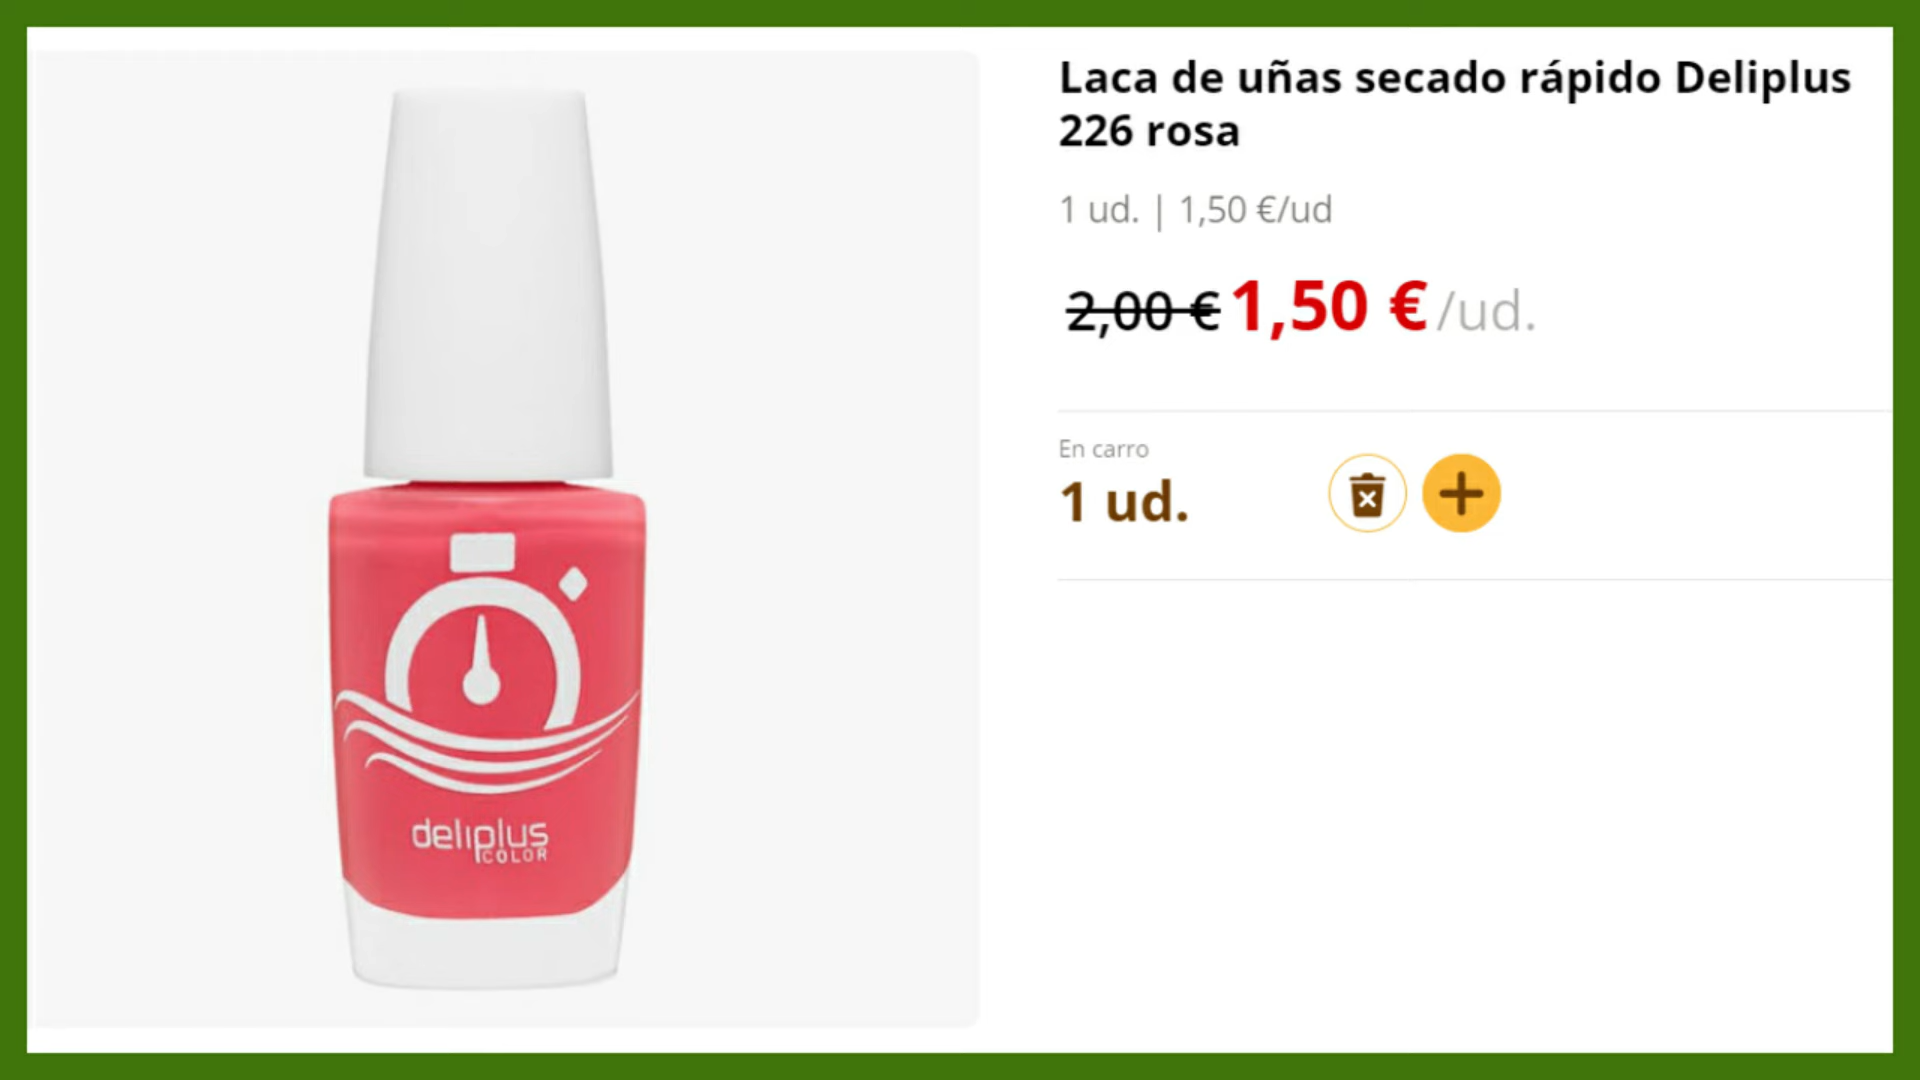 Laca de uñas secado rápido Deliplus
226 rosa
1 ud. | 1,50 €/ud
2,00 € 1,50 € /ud.
En carro
1 ud.
deliplus
COLOR